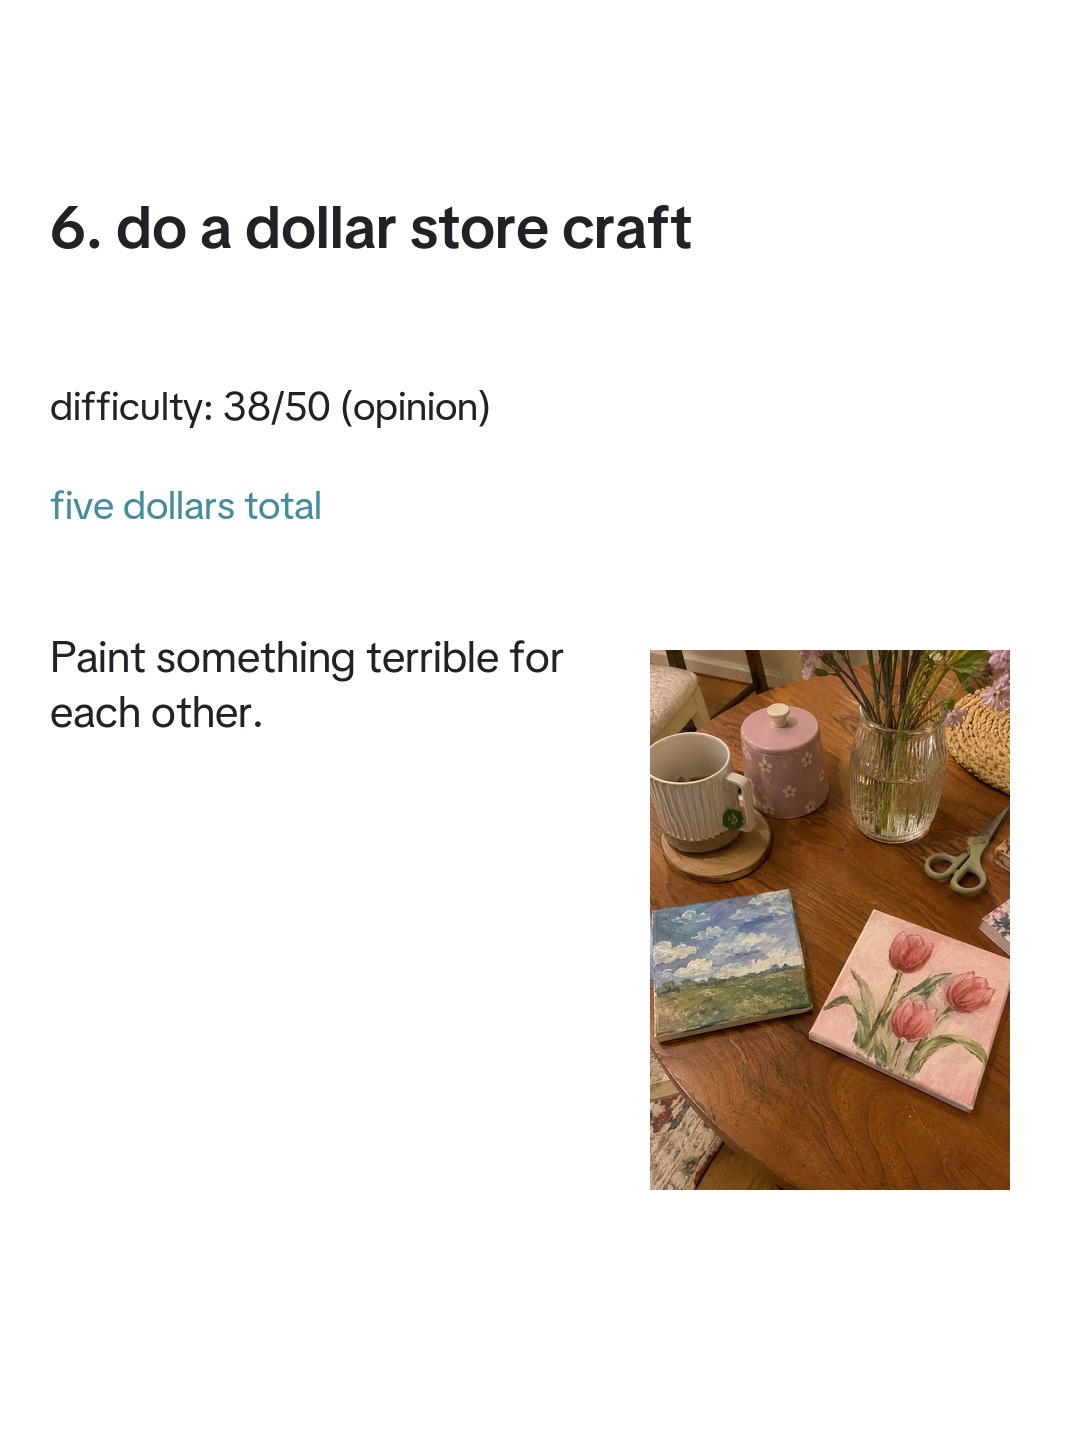 6. do a dollar store craft
difficulty: 38/50 (opinion)
five dollars total
Paint something terrible for
each other.